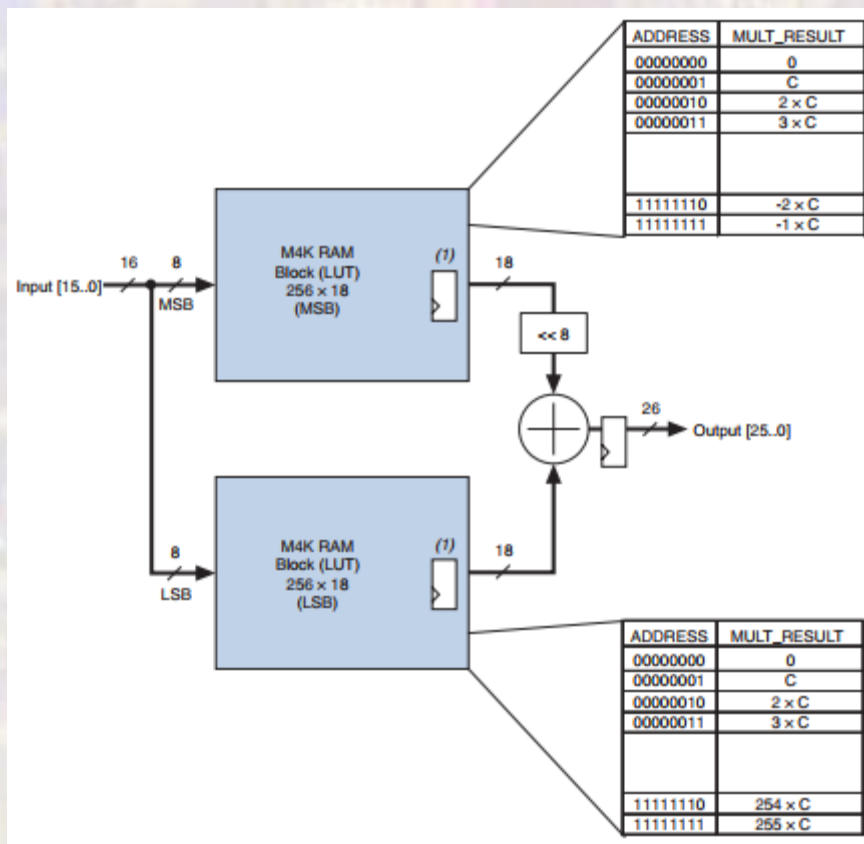 ADDRESS MULT_RESULT
00000000 0
00000001 C
00000010 2 × C
00000011 3 × C
11111110 -2 × C
11111111 -1 × C
M4K RAM
Block (LUT)
256 × 18
(MSB)
(1)
18
16
8
Input [15..0]
MSB
<< 8
26
Output [25..0]
M4K RAM
Block (LUT)
256 × 18
(LSB)
(1)
18
8
LSB
ADDRESS MULT_RESULT
00000000 0
00000001 C
00000010 2 × C
00000011 3 × C
11111110 254 × C
11111111 255 × C